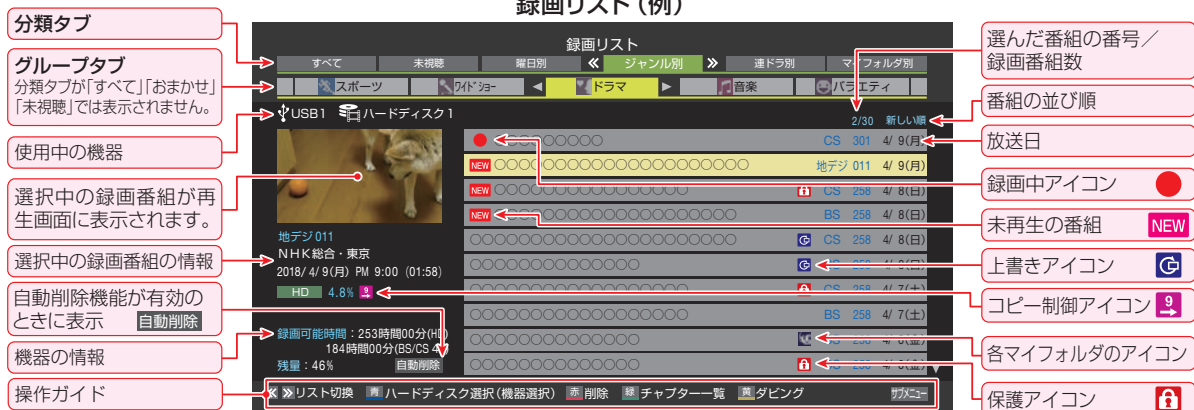 録画リスト（例）
分類タブ
グループタブ
分類タブが「すべて」「おまかせ」
「未視聴」では表示されません。
使用中の機器
選択中の録画番組が再
生画面に表示されます。
選択中の録画番組の情報
自動削除機能が有効の
ときに表示 自動削除
機器の情報
操作ガイド
録画リスト
すべて 未視聴 曜日別 ≪ ジャンル別 ≫ 連ドラ別 マイフォルダ別
スポーツ ワイドショー ◀ ドラマ ▶ 音楽 バラエティ
USB1 ハードディスク1
2/30 新しい順
○○○○○○○○○ CS 301 4/ 9(月)
NEW ○○○○○○○○○○○○○○○○○○○○○ 地デジ 011 4/ 9(月)
NEW ○○○○○○○○○○○○○○○○ CS 258 4/ 8(日)
NEW ○○○○○○○○○○○○○○○○○○○○ BS 258 4/ 8(日)
○○○○○○○○○○○○○○○○○○○○○○ CS 258 4/ 8(日)
○○○○○○○○○○○○○○ 258
○○○○○○○○○○○○○○ CS 258 4/ 7(土)
○○○○○○○○○○○○○○○○○○ BS 258 4/ 7(土)
○○○○○○○○○○○○○○
○○○○○○○○○○○○○○
地デジ011
NHK総合・東京
2018/ 4/ 9(月) PM 9:00 (01:58)
HD 4.8% 9
録画可能時間：253時間00分(HD)
184時間00分(BS/CS
残量：46% 自動削除
≪ ≫ リスト切換 青 ハードディスク選択(機器選択) 赤 削除 緑 チャプター一覧 黄 ダビング サブメニュー
選んだ番組の番号／
録画番組数
番組の並び順
放送日
録画中アイコン
未再生の番組 NEW
上書きアイコン
コピー制御アイコン 9
各マイフォルダのアイコン
保護アイコン